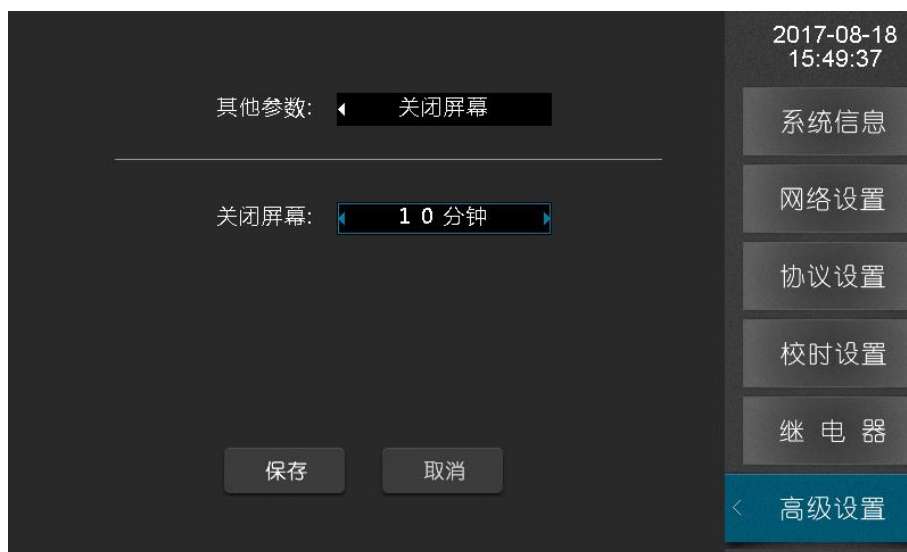 2017-08-18
15:49:37
其他参数: 关闭屏幕
关闭屏幕: 10分钟
保存 取消
系统信息
网络设置
协议设置
校时设置
继电器
高级设置